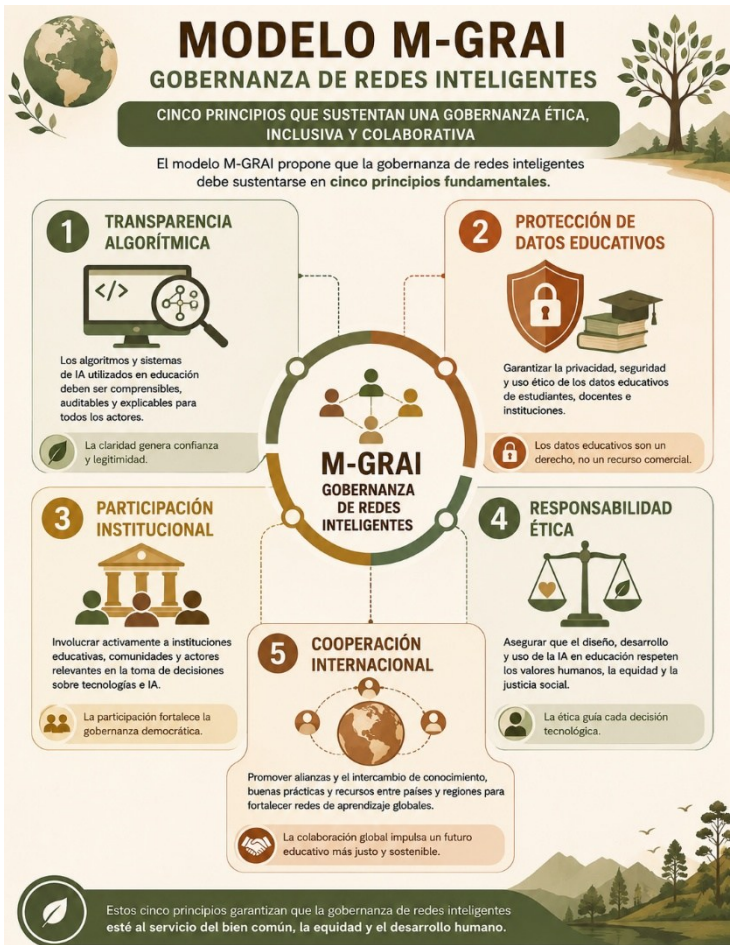 MODELO M-GRAI
GOBERNANZA DE REDES INTELIGENTES
CINCO PRINCIPIOS QUE SUSTENTAN UNA GOBERNANZA ÉTICA,
INCLUSIVA Y COLABORATIVA
El modelo M-GRAI propone que la gobernanza de redes inteligentes
debe sustentarse en cinco principios fundamentales.
1
TRANSPARENCIA
ALGORÍTMICA
</>
Los algoritmos y sistemas
de IA utilizados en educación
deben ser comprensibles,
auditables y explicables para
todos los actores.
La claridad genera confianza
y legitimidad.
2
PROTECCIÓN DE
DATOS EDUCATIVOS
Garantizar la privacidad, seguridad
y uso ético de los datos educativos
de estudiantes, docentes e
instituciones.
Los datos educativos son un
derecho, no un recurso comercial.
M-GRAI
GOBERNANZA
DE REDES
INTELIGENTES
3
PARTICIPACIÓN
INSTITUCIONAL
Involucrar activamente a instituciones
educativas, comunidades y actores
relevantes en la toma de decisiones
sobre tecnologías e IA.
La participación fortalece la
gobernanza democrática.
4
RESPONSABILIDAD
ÉTICA
Asegurar que el diseño, desarrollo
y uso de la IA en educación respeten
los valores humanos, la equidad y la
justicia social.
La ética guía cada decisión
tecnológica.
5
COOPERACIÓN
INTERNACIONAL
Promover alianzas y el intercambio de conocimiento,
buenas prácticas y recursos entre países y regiones para
fortalecer redes de aprendizaje globales.
La colaboración global impulsa un futuro
educativo más justo y sostenible.
Estos cinco principios garantizan que la gobernanza de redes inteligentes
esté al servicio del bien común, la equidad y el desarrollo humano.